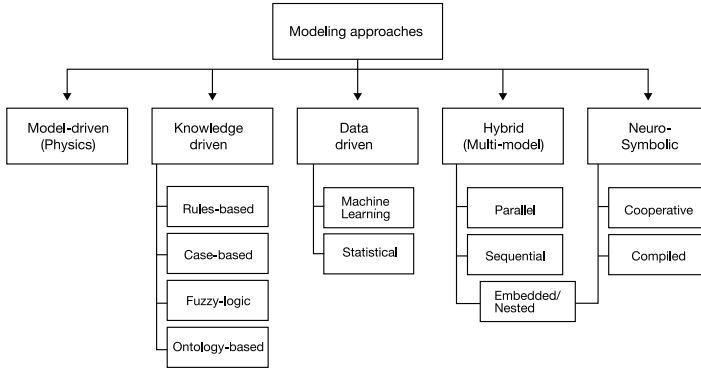 Modeling approaches
Model-driven
(Physics)
Knowledge
driven
Data
driven
Hybrid
(Multi-model)
Neuro-
Symbolic
Rules-based
Case-based
Fuzzy-logic
Ontology-based
Machine
Learning
Statistical
Parallel
Sequential
Embedded/
Nested
Cooperative
Compiled